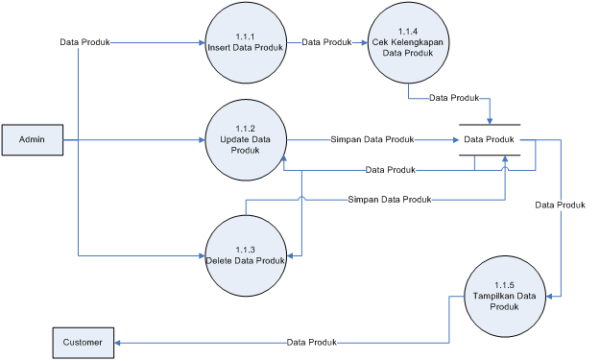 1.1.1
Insert Data Produk
1.1.4
Cek Kelengkapan
Data Produk
Data Produk
Data Produk
Data Produk
Admin
1.1.2
Update Data
Produk
Simpan Data Produk
Data Produk
Data Produk
Simpan Data Produk
Data Produk
1.1.3
Delete Data Produk
1.1.5
Tampilkan Data
Produk
Customer
Data Produk